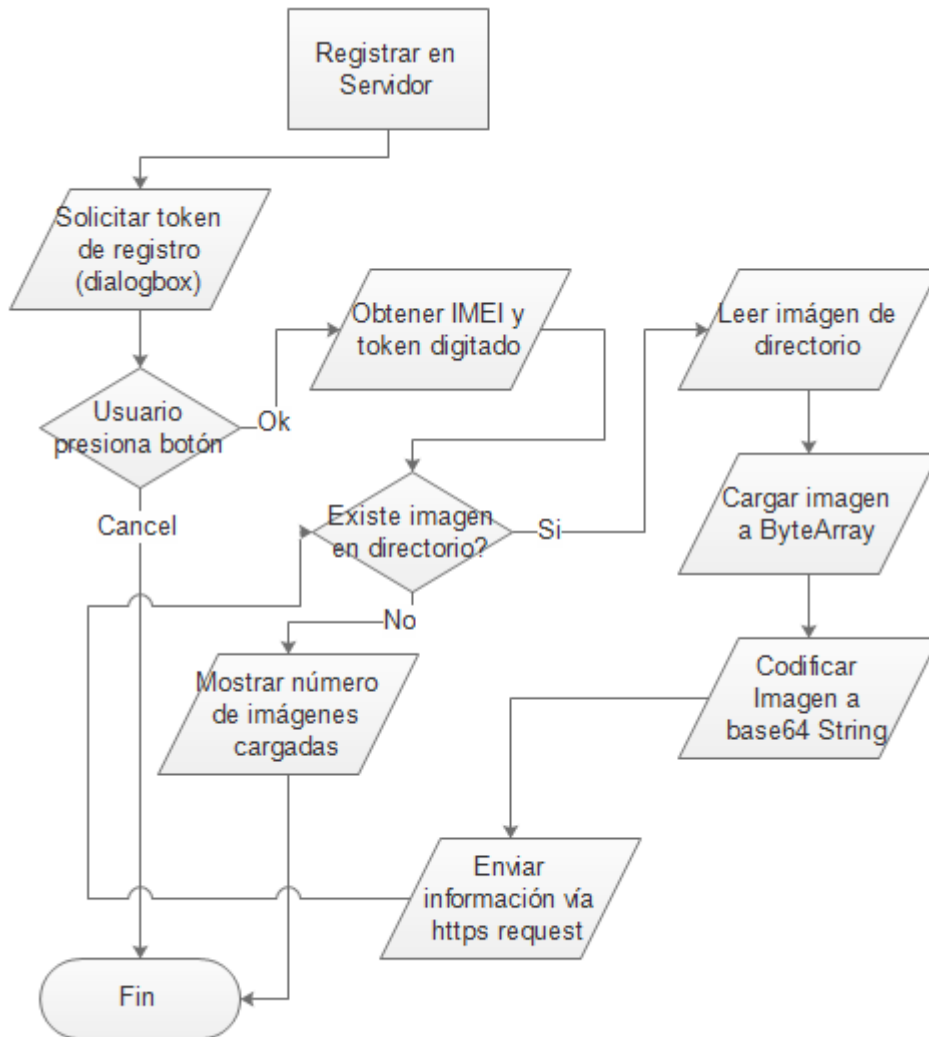 Registrar en
Servidor
Solicitar token
de registro
(dialogbox)
Obtener IMEI y
token digitado
Leer imágen de
directorio
Usuario
presiona botón
Ok
Cancel
Existe imagen
en directorio?
Si
No
Cargar imagen
a ByteArray
Mostrar número
de imágenes
cargadas
Codificar
Imagen a
base64 String
Enviar
información vía
https request
Fin